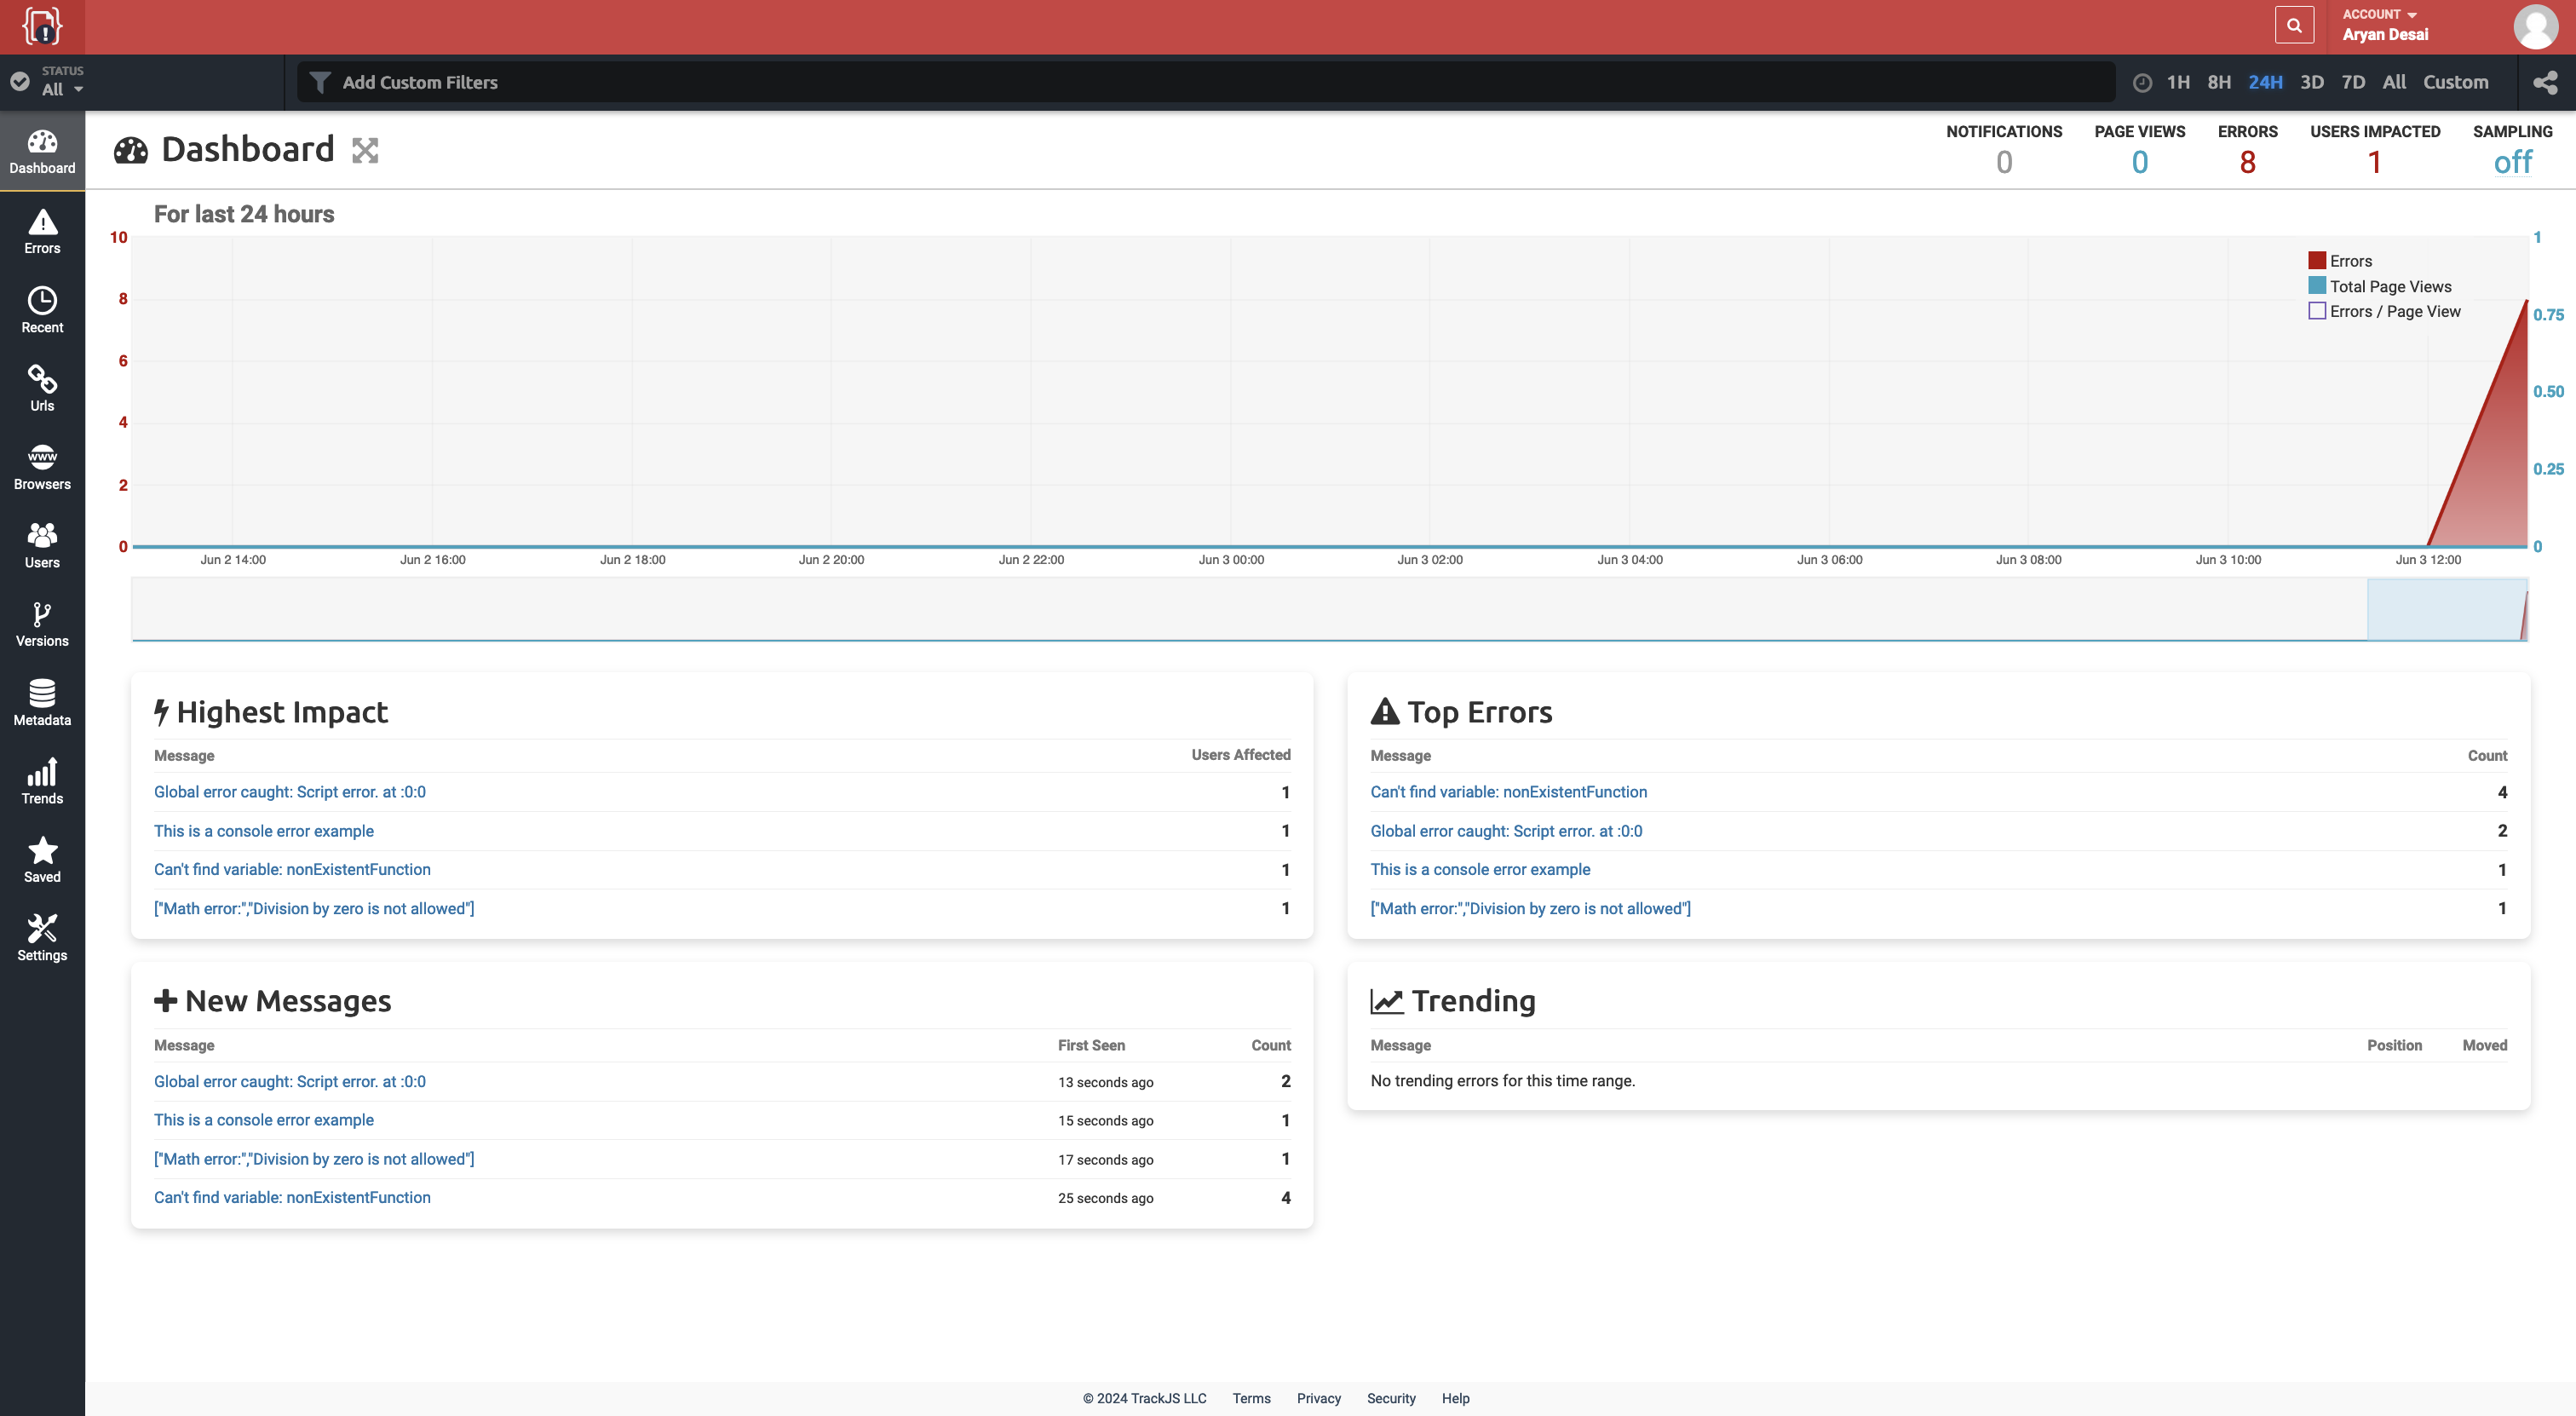 ACCOUNT
Aryan Desai
STATUS
All
Add Custom Filters
1H 8H 24H 3D 7D All Custom
Dashboard
Errors
Recent
Urls
www
Browsers
Users
Versions
Metadata
Trends
Saved
Settings
Dashboard
NOTIFICATIONS PAGE VIEWS ERRORS USERS IMPACTED SAMPLING
0 0 8 1 off
For last 24 hours
10
8
6
4
2
0
1
0.75
0.50
0.25
0
Errors
Total Page Views
Errors / Page View
Jun 2 14:00 Jun 2 16:00 Jun 2 18:00 Jun 2 20:00 Jun 2 22:00 Jun 3 00:00 Jun 3 02:00 Jun 3 04:00 Jun 3 06:00 Jun 3 08:00 Jun 3 10:00 Jun 3 12:00
Highest Impact
Message Users Affected
Global error caught: Script error. at :0:0 1
This is a console error example 1
Can't find variable: nonExistentFunction 1
["Math error:","Division by zero is not allowed"] 1
Top Errors
Message Count
Can't find variable: nonExistentFunction 4
Global error caught: Script error. at :0:0 2
This is a console error example 1
["Math error:","Division by zero is not allowed"] 1
New Messages
Message First Seen Count
Global error caught: Script error. at :0:0 13 seconds ago 2
This is a console error example 15 seconds ago 1
["Math error:","Division by zero is not allowed"] 17 seconds ago 1
Can't find variable: nonExistentFunction 25 seconds ago 4
Trending
Message Position Moved
No trending errors for this time range.
© 2024 TrackJS LLC Terms Privacy Security Help